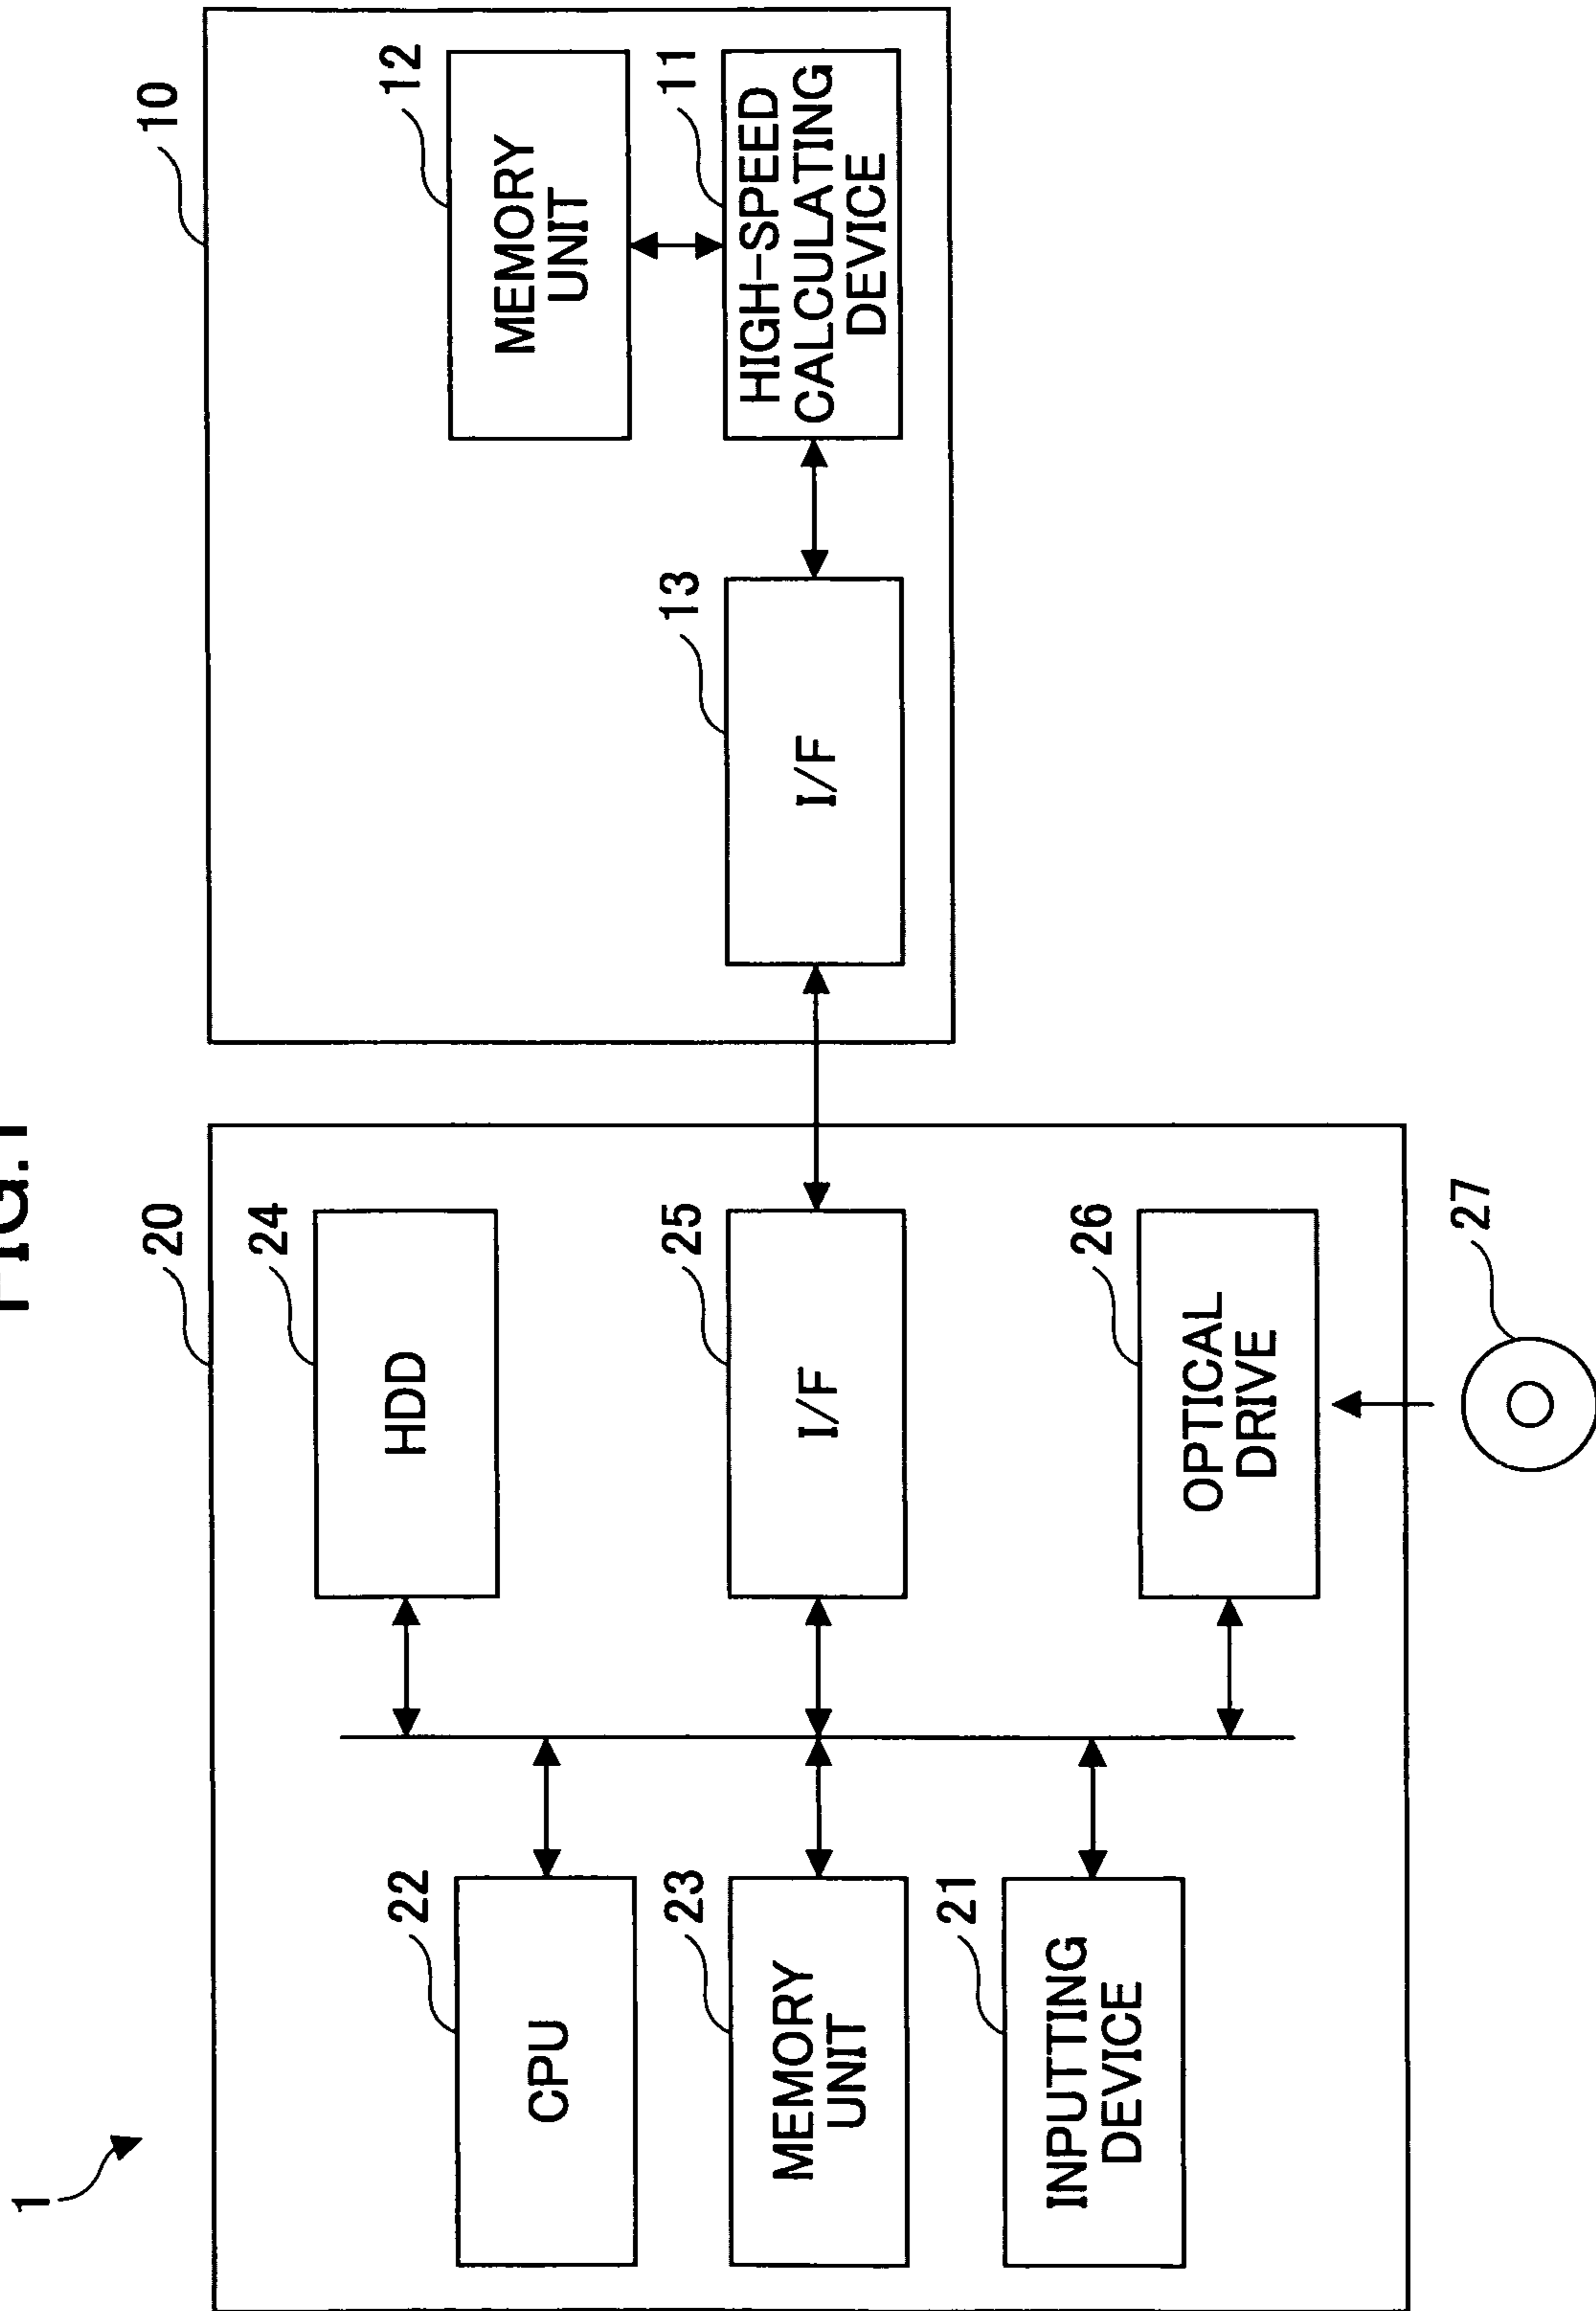 FIG.1
1
20
10
24
HDD
22
CPU
12
MEMORY
UNIT
23
MEMORY
UNIT
25
I/F
13
I/F
11
HIGH-SPEED
CALCULATING
DEVICE
21
INPUTTING
DEVICE
26
OPTICAL
DRIVE
27